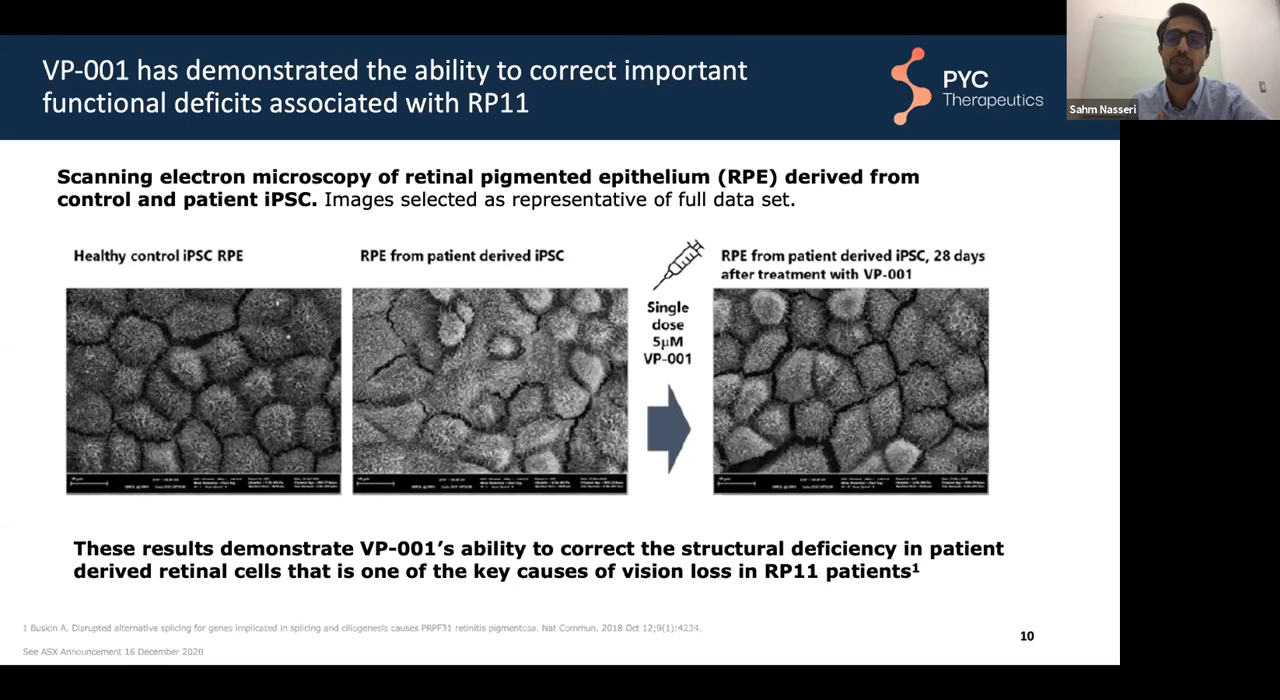 VP-001 has demonstrated the ability to correct important
functional deficits associated with RP11
PYC
Therapeutics
Sahm Nasseri
Scanning electron microscopy of retinal pigmented epithelium (RPE) derived from
control and patient iPSC. Images selected as representative of full data set.
Healthy control iPSC RPE
RPE from patient derived iPSC
Single
dose
5µM
VP-001
RPE from patient derived iPSC, 28 days
after treatment with VP-001
These results demonstrate VP-001’s ability to correct the structural deficiency in patient
derived retinal cells that is one of the key causes of vision loss in RP11 patients¹
1 Buskin A. Disrupted alternative splicing for genes implicated in splicing and ciliogenesis causes PRPF31 retinitis pigmentosa. Nat Commun. 2018 Oct 12;9(1):4234.
See ASX Announcement 16 December 2020
10